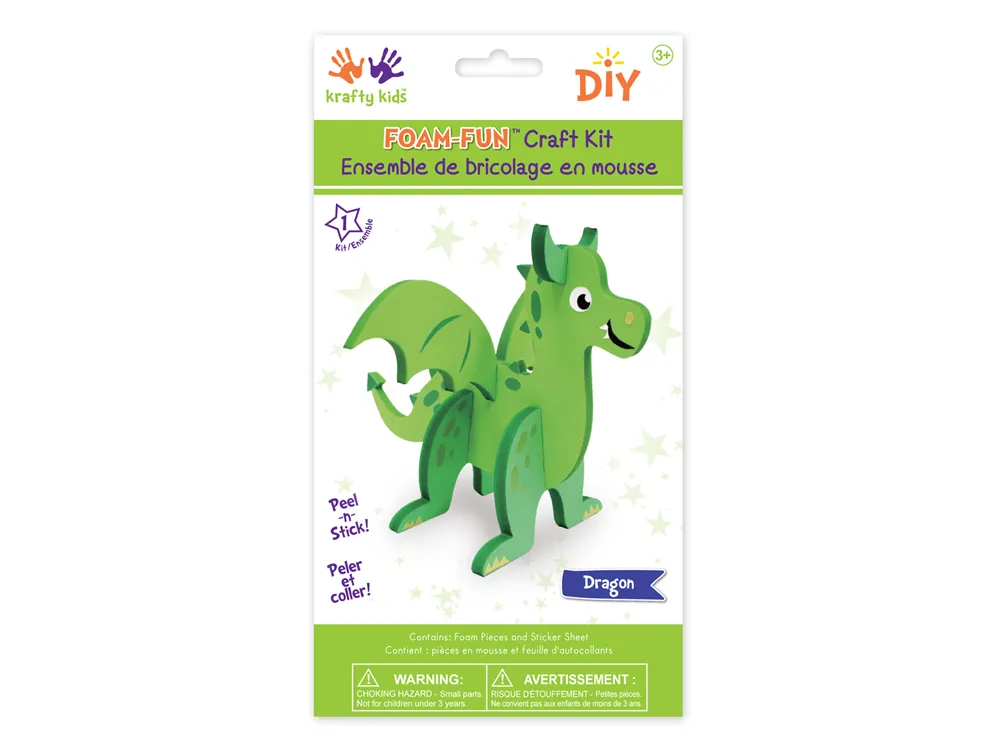 krafty kids™
DiY
3+
FOAM-FUN™ Craft Kit
Ensemble de bricolage en mousse
1
Kit/Ensemble
Peel
-n-
Stick!
Peler
et
coller!
Dragon
Contains: Foam Pieces and Sticker Sheet
Contient : pièces en mousse et feuille d'autocollants
WARNING:
CHOKING HAZARD - Small parts.
Not for children under 3 years.
AVERTISSEMENT :
RISQUE D'ÉTOUFFEMENT - Petites pièces.
Ne convient pas aux enfants de moins de 3 ans.